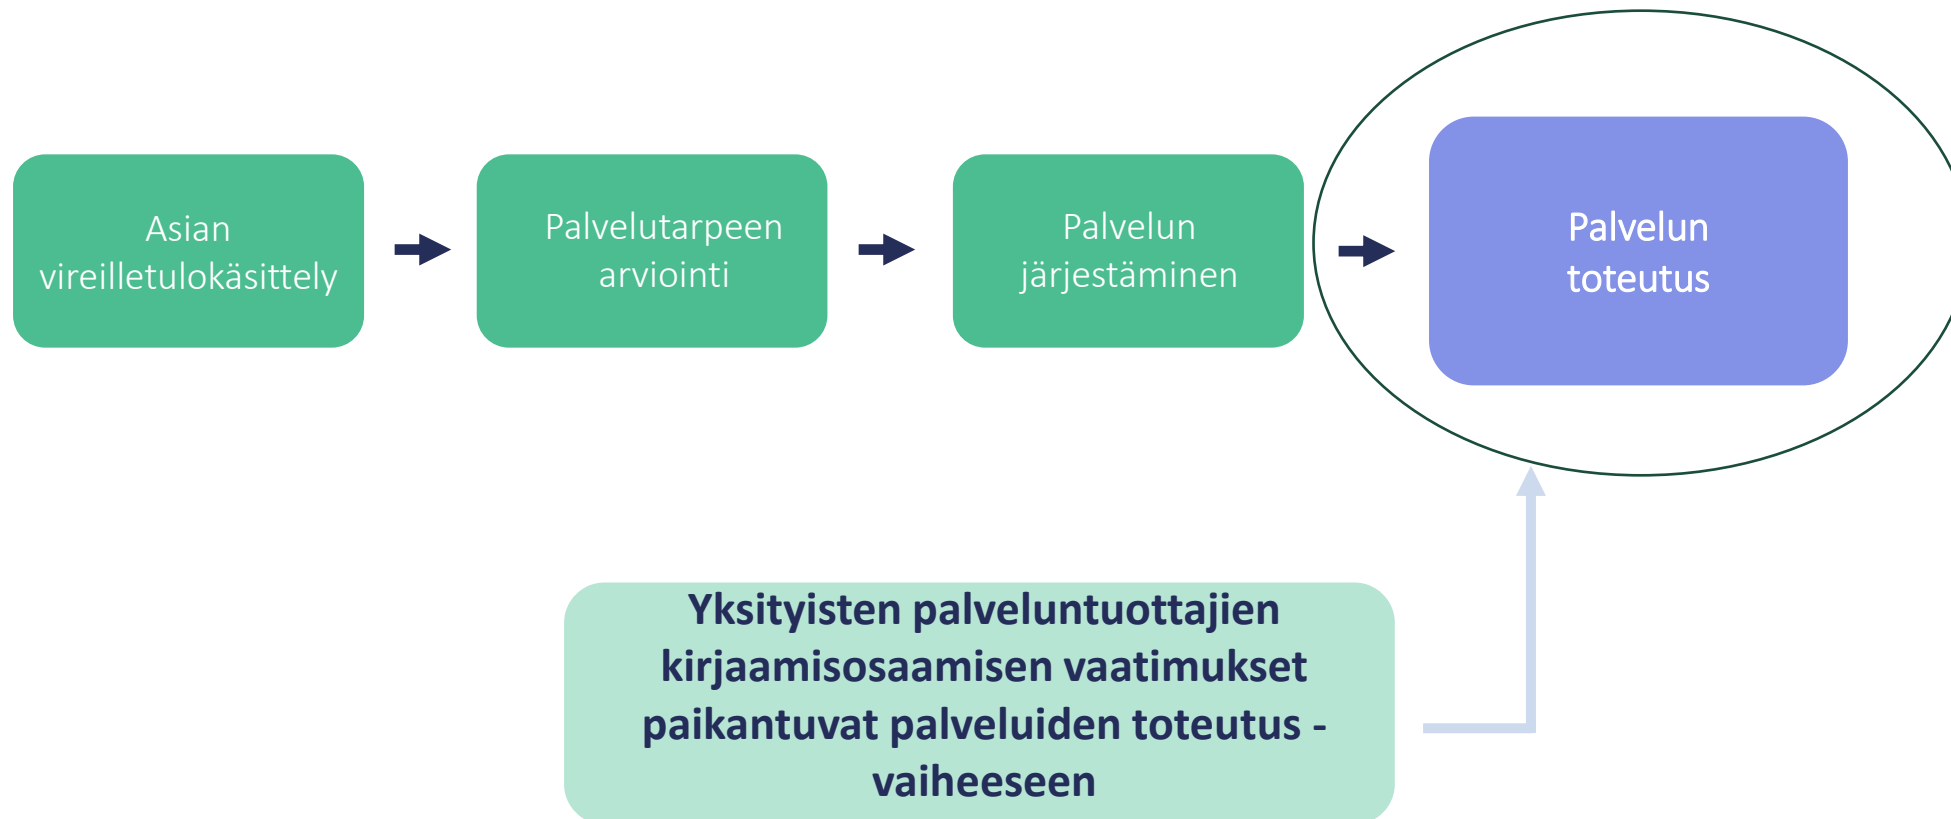 Asian
vireilletulokäsittely
Palvelutarpeen
arviointi
Palvelun
järjestäminen
Palvelun
toteutus
Yksityisten palveluntuottajien
kirjaamisosaamisen vaatimukset
paikantuvat palveluiden toteutus -
vaiheeseen